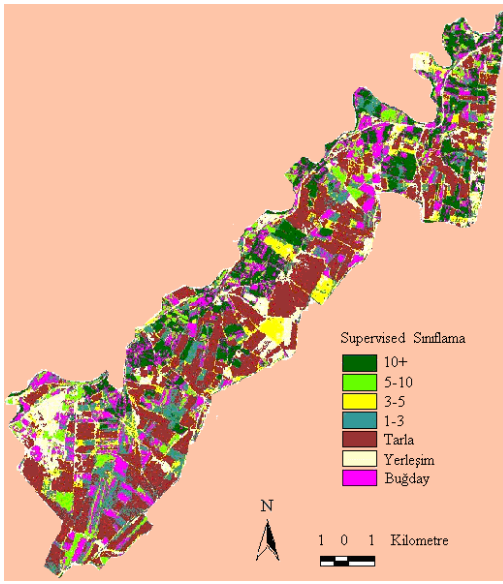 Supervised Sınıflama
10+
5-10
3-5
1-3
Tarla
Yerleşim
Buğday
N
1 0 1 Kilometre